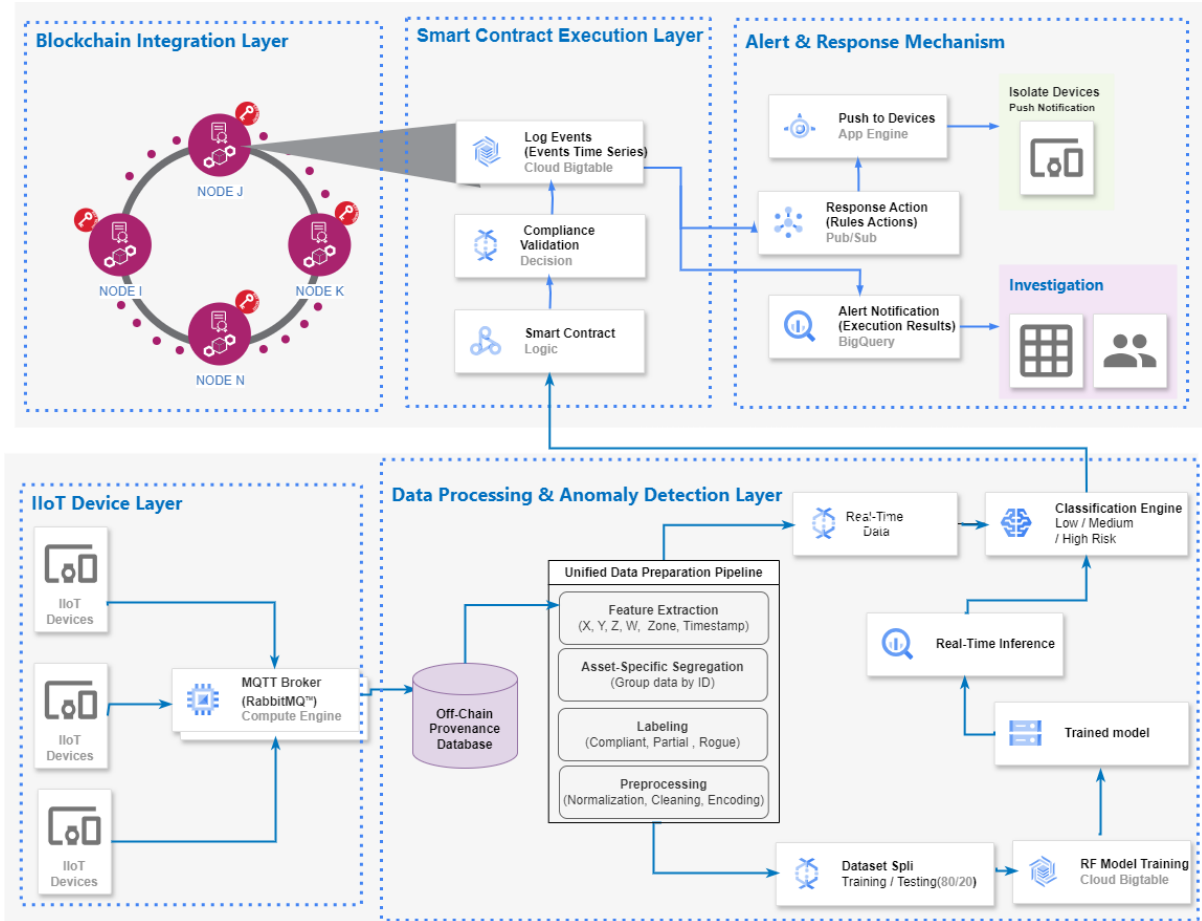 Blockchain Integration Layer
NODE J
NODE I
NODE K
NODE N
Smart Contract Execution Layer
Log Events
(Events Time Series)
Cloud Bigtable
Compliance
Validation
Decision
Smart Contract
Logic
Alert & Response Mechanism
Push to Devices
App Engine
Isolate Devices
Push Notification
Response Action
(Rules Actions)
Pub/Sub
Alert Notification
(Execution Results)
BigQuery
Investigation
IIoT Device Layer
IIoT
Devices
IIoT
Devices
IIoT
Devices
MQTT Broker
(RabbitMQ™)
Compute Engine
Data Processing & Anomaly Detection Layer
Off-Chain
Provenance
Database
Unified Data Preparation Pipeline
Feature Extraction
(X, Y, Z, W, Zone, Timestamp)
Asset-Specific Segregation
(Group data by ID)
Labeling
(Compliant, Partial , Rogue)
Preprocessing
(Normalization, Cleaning, Encoding)
Real-Time
Data
Classification Engine
Low / Medium
/ High Risk
Real-Time Inference
Trained model
Dataset Spli
Training / Testing(80/20)
RF Model Training
Cloud Bigtable